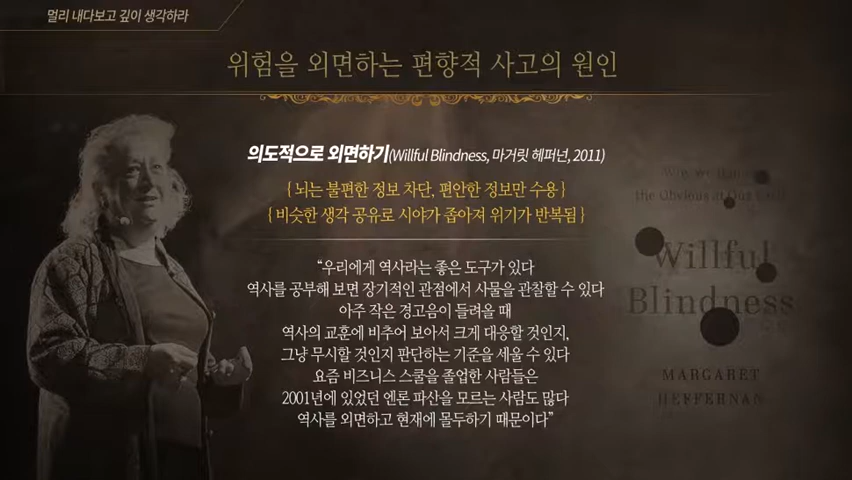 멀리 내다보고 깊이 생각하라
위험을 외면하는 편향적 사고의 원인
의도적으로 외면하기(Willful Blindness, 마거릿 헤퍼넌, 2011)
{ 뇌는 불편한 정보 차단, 편안한 정보만 수용 }
{ 비슷한 생각 공유로 시야가 좁아져 위기가 반복됨 }
“우리에게 역사라는 좋은 도구가 있다
역사를 공부해 보면 장기적인 관점에서 사물을 관찰할 수 있다
아주 작은 경고음이 들려올 때
역사의 교훈에 비추어 보아서 크게 대응할 것인지,
그냥 무시할 것인지 판단하는 기준을 세울 수 있다
요즘 비즈니스 스쿨을 졸업한 사람들은
2001년에 있었던 엔론 파산을 모르는 사람도 많다
역사를 외면하고 현재에 몰두하기 때문이다”
the Obvious at Our
Willful
Blindness
MARGARET
HEFFERNAN